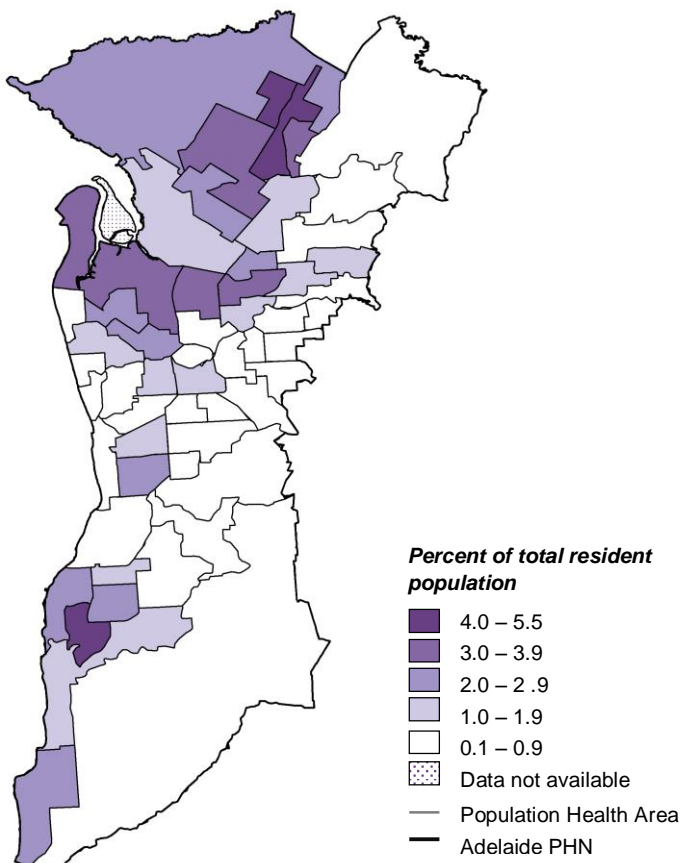 Percent of total resident
population
4.0 – 5.5
3.0 – 3.9
2.0 – 2 .9
1.0 – 1.9
0.1 – 0.9
Data not available
Population Health Area
Adelaide PHN